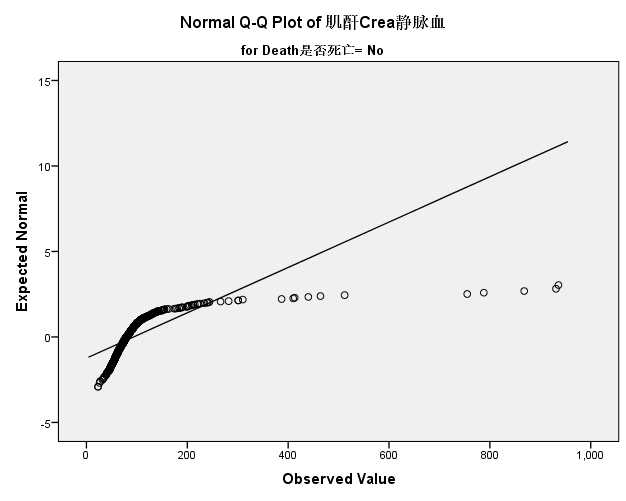 Normal Q-Q Plot of 肌酐Crea静脉血
for Death是否死亡= No
15
10
5
0
-5
Expected Normal
0 200 400 600 800 1,000
Observed Value